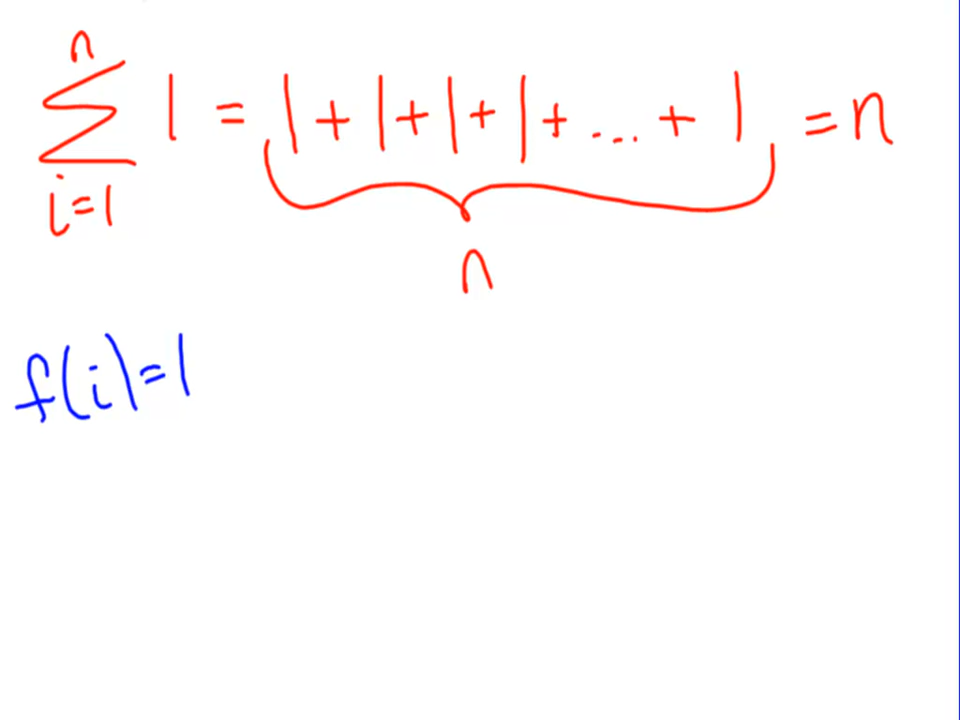 n
∑ 1 = 1 + 1 + 1 + 1 + ... + 1 = n
i=1
n
f(i)=1